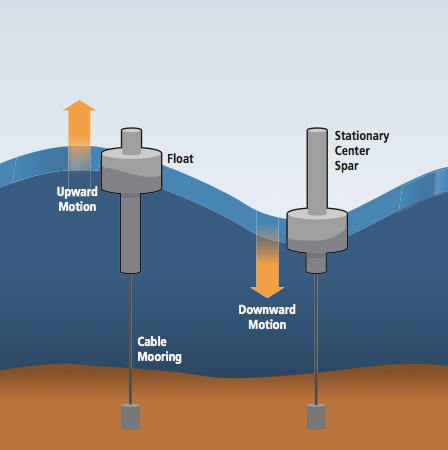 Float
Upward
Motion
Cable
Mooring
Stationary
Center
Spar
Downward
Motion